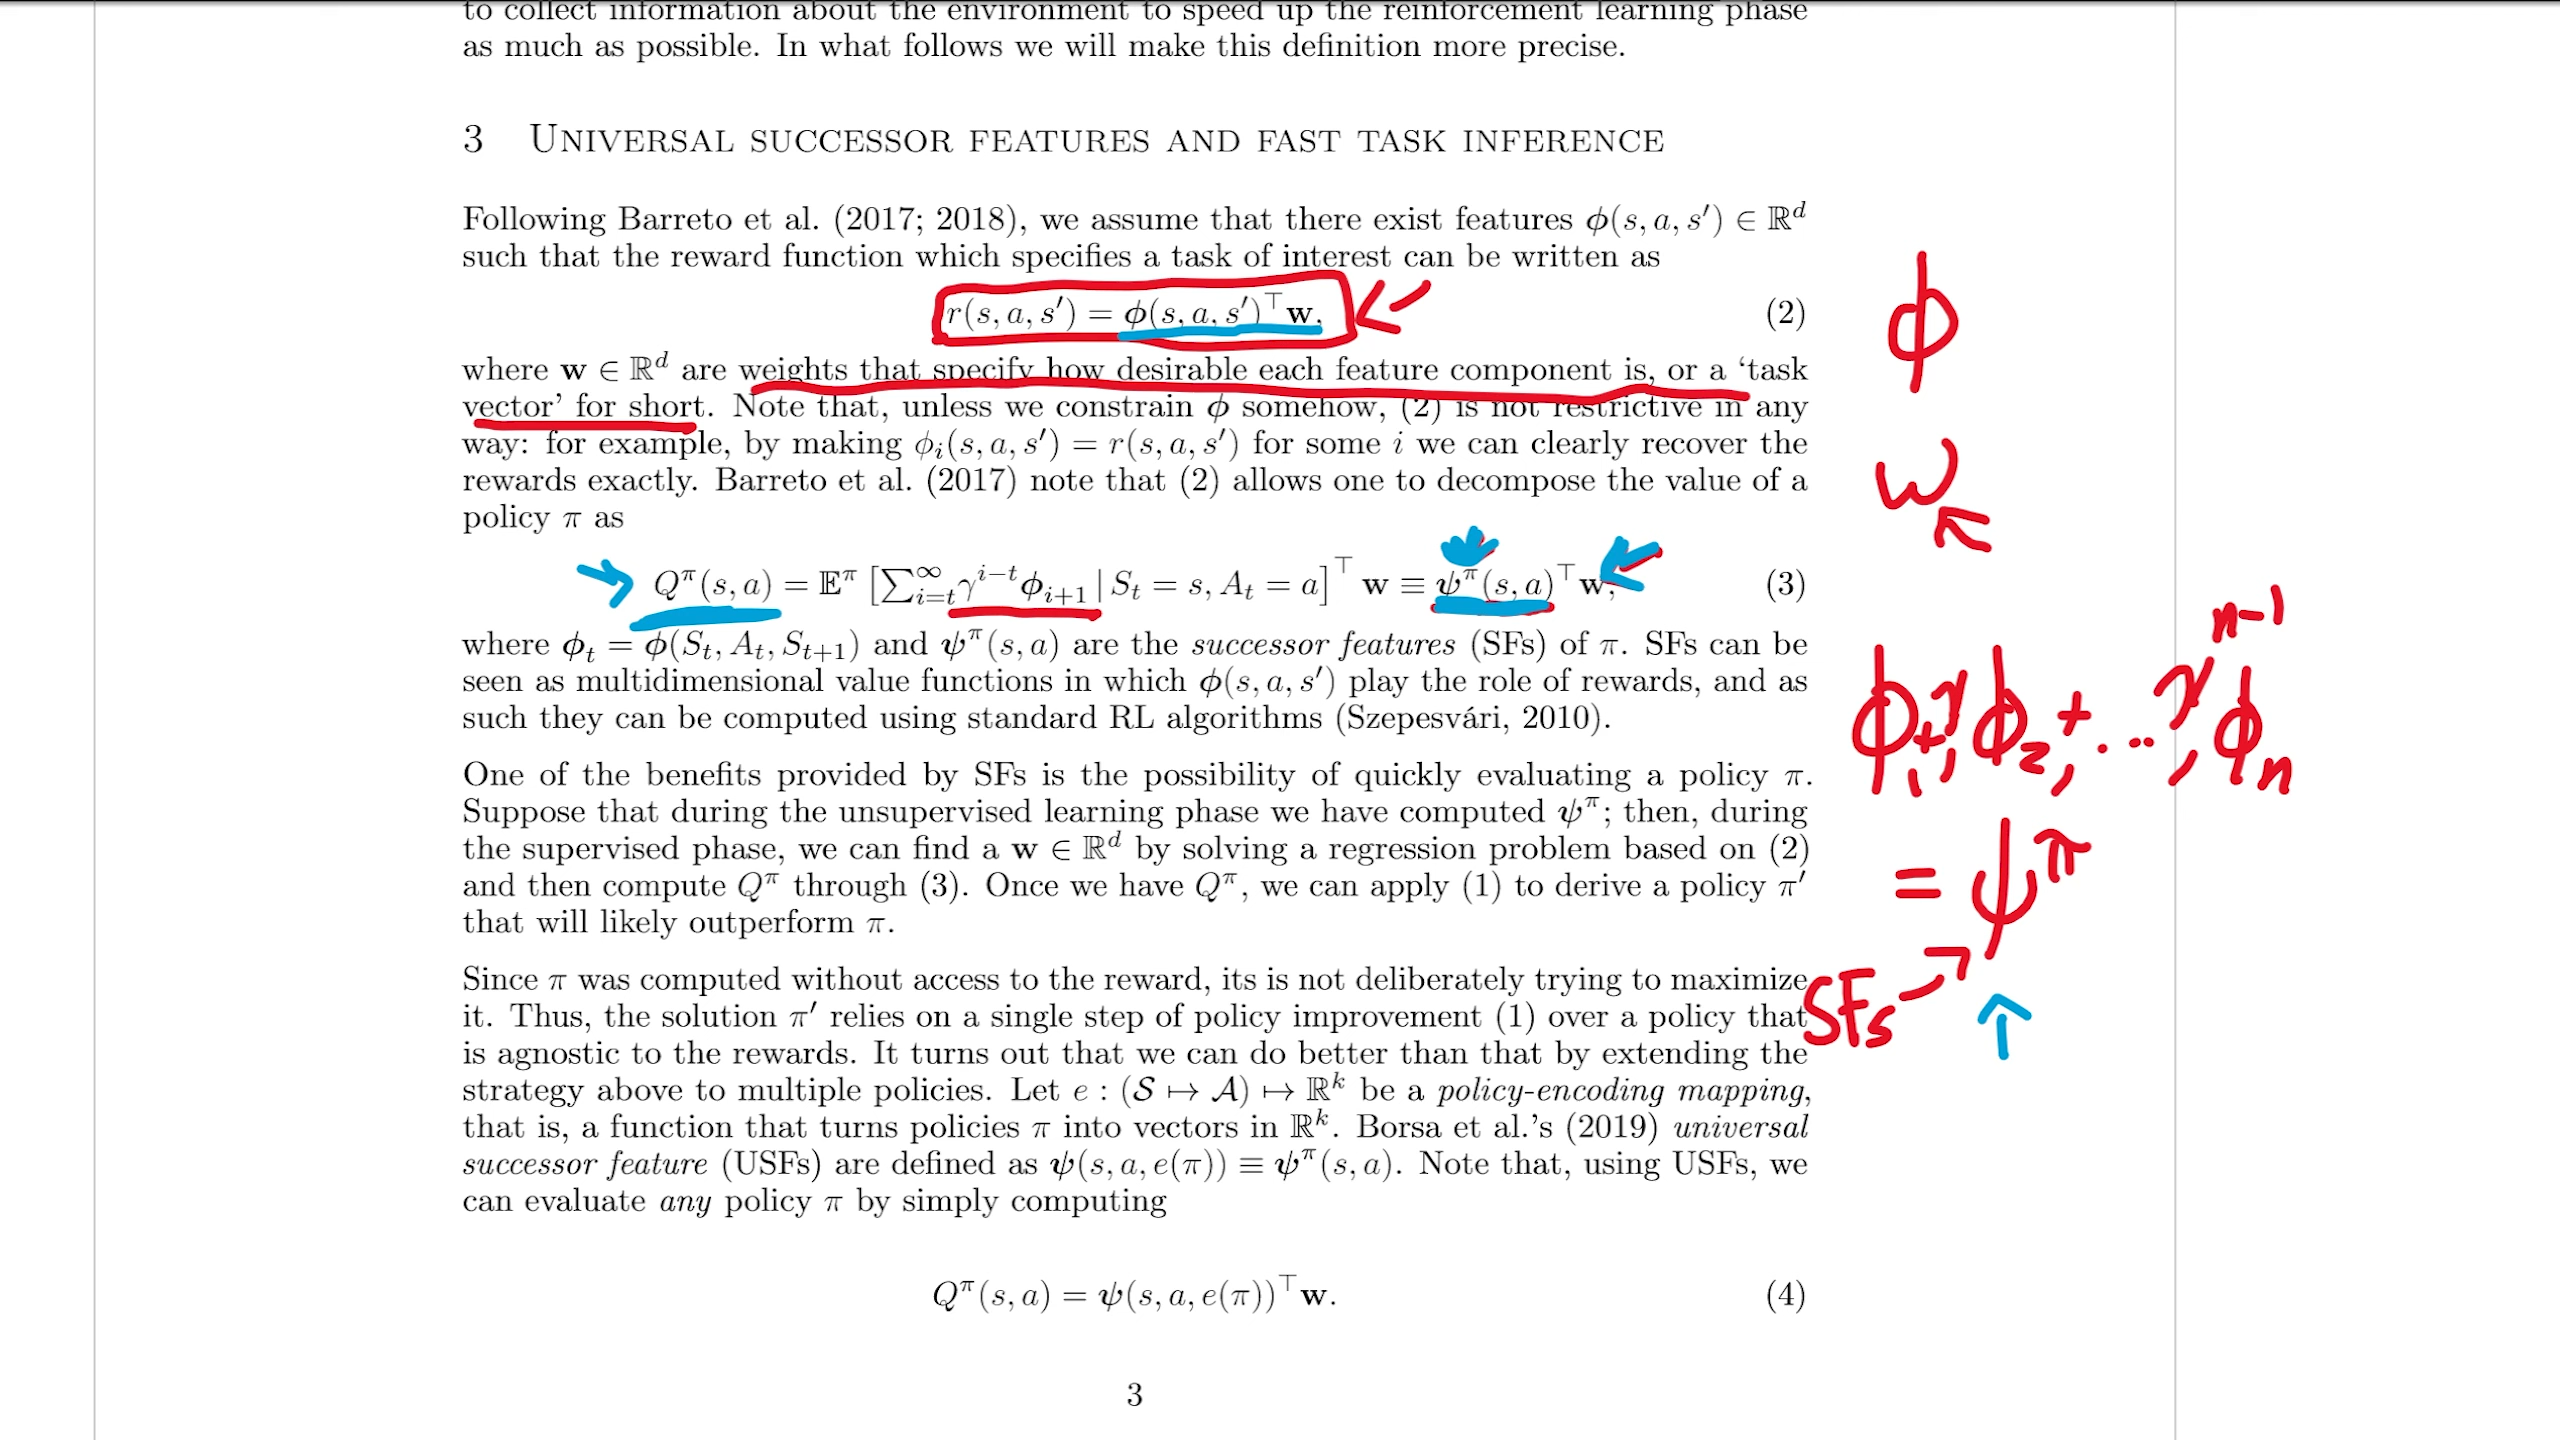 to collect information about the environment to speed up the reinforcement learning phase
as much as possible. In what follows we will make this definition more precise.
3 UNIVERSAL SUCCESSOR FEATURES AND FAST TASK INFERENCE
Following Barreto et al. (2017; 2018), we assume that there exist features ϕ(s, a, s′) ∈ ℝᵈ
such that the reward function which specifies a task of interest can be written as
r(s, a, s′) = ϕ(s, a, s′)⊤w, (2)
where w ∈ ℝᵈ are weights that specify how desirable each feature component is, or a ‘task
vector’ for short. Note that, unless we constrain ϕ somehow, (2) is not restrictive in any
way: for example, by making ϕᵢ(s, a, s′) = r(s, a, s′) for some i we can clearly recover the
rewards exactly. Barreto et al. (2017) note that (2) allows one to decompose the value of a
policy π as
Q^π(s, a) = 𝔼^π [∑_{i=t}^∞ γ^{i−t} ϕ_{i+1} | S_t = s, A_t = a]⊤ w ≡ ψ^π(s, a)⊤w, (3)
where ϕ_t = ϕ(S_t, A_t, S_{t+1}) and ψ^π(s, a) are the successor features (SFs) of π. SFs can be
seen as multidimensional value functions in which ϕ(s, a, s′) play the role of rewards, and as
such they can be computed using standard RL algorithms (Szepesvári, 2010).
One of the benefits provided by SFs is the possibility of quickly evaluating a policy π.
Suppose that during the unsupervised learning phase we have computed ψ^π; then, during
the supervised phase, we can find a w ∈ ℝᵈ by solving a regression problem based on (2)
and then compute Q^π through (3). Once we have Q^π, we can apply (1) to derive a policy π′
that will likely outperform π.
Since π was computed without access to the reward, its is not deliberately trying to maximize
it. Thus, the solution π′ relies on a single step of policy improvement (1) over a policy that
is agnostic to the rewards. It turns out that we can do better than that by extending the
strategy above to multiple policies. Let e : (𝒮 ↦ 𝒜) ↦ ℝᵏ be a policy-encoding mapping,
that is, a function that turns policies π into vectors in ℝᵏ. Borsa et al.’s (2019) universal
successor feature (USFs) are defined as ψ(s, a, e(π)) ≡ ψ^π(s, a). Note that, using USFs, we
can evaluate any policy π by simply computing
Q^π(s, a) = ψ(s, a, e(π))⊤w. (4)
3
ϕ
w
ϕ₁ + γϕ₂, + ..., γ^{n-1} ϕₙ
= ψ^π
SFs